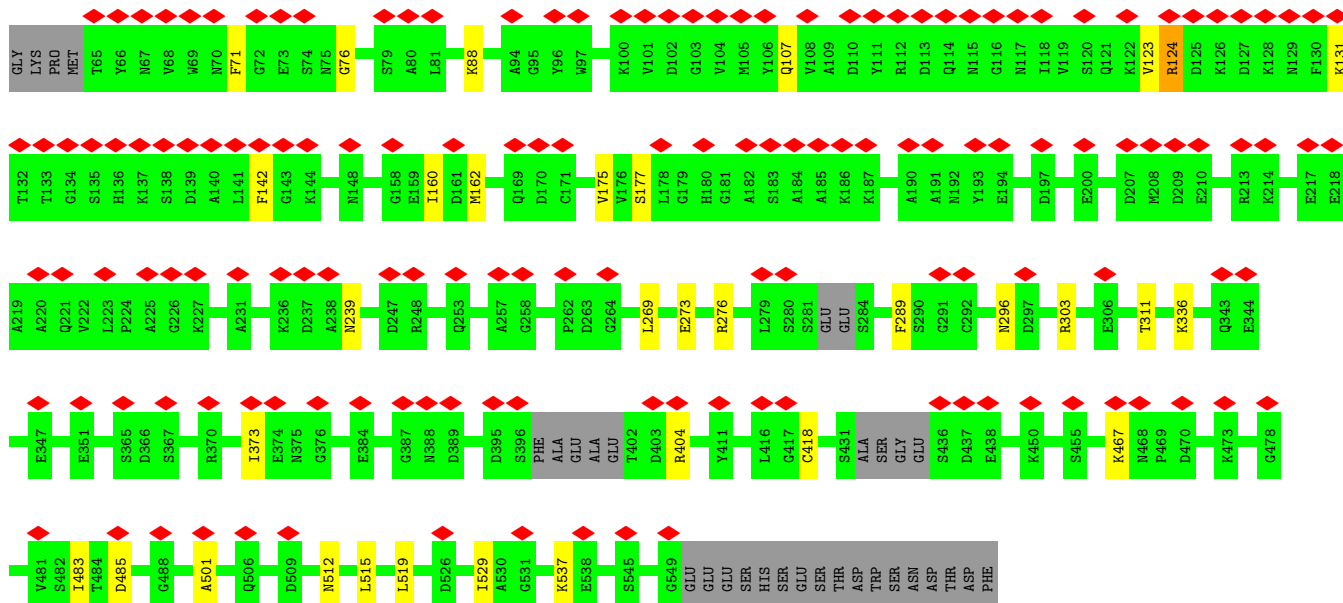 GLY LYS PRO MET T65 Y66 N67 V68 W69 N70 F71 G72 E73 S74 N75 G76 S79 A80 L81 K88 A94 G95 Y96 W97 K100 V101 D102 G103 V104 M105 Y106 Q107 V108 A109 D110 Y111 R112 D113 Q114 N115 G116 N117 I118 V119 S120 Q121 K122 V123 R124 D125 K126 D127 K128 N129 F130 K131
T132 T133 G134 S135 H136 K137 S138 D139 A140 L141 F142 G143 K144 N148 G158 E159 I160 D161 M162 Q169 D170 C171 V175 V176 S177 L178 G179 H180 G181 A182 S183 A184 A185 K186 K187 A190 A191 N192 Y193 E194 D197 E200 D207 M208 D209 E210 R213 K214 E217 E218
A219 A220 Q221 V222 L223 P224 A225 G226 K227 A231 K236 D237 A238 N239 D247 R248 Q253 A257 G258 P262 D263 G264 L269 E273 R276 L279 S280 S281 GLU GLU S284 F289 S290 G291 C292 N296 D297 R303 E306 T311 K336 Q343 E344
E347 E351 S365 D366 S367 R370 I373 E374 N375 G376 E384 G387 N388 D389 D395 S396 PHE ALA GLU ALA GLU T402 D403 R404 Y411 L416 G417 C418 S431 ALA SER GLY GLU S436 D437 E438 K450 S455 K467 N468 P469 D470 K473 G478
V481 S482 I483 T484 D485 G488 A501 Q506 D509 N512 L515 L519 D526 I529 A530 G531 K537 E538 S545 G549 GLU GLU GLU SER HIS SER GLU SER THR ASP TRP SER ASN ASP THR ASP PHE